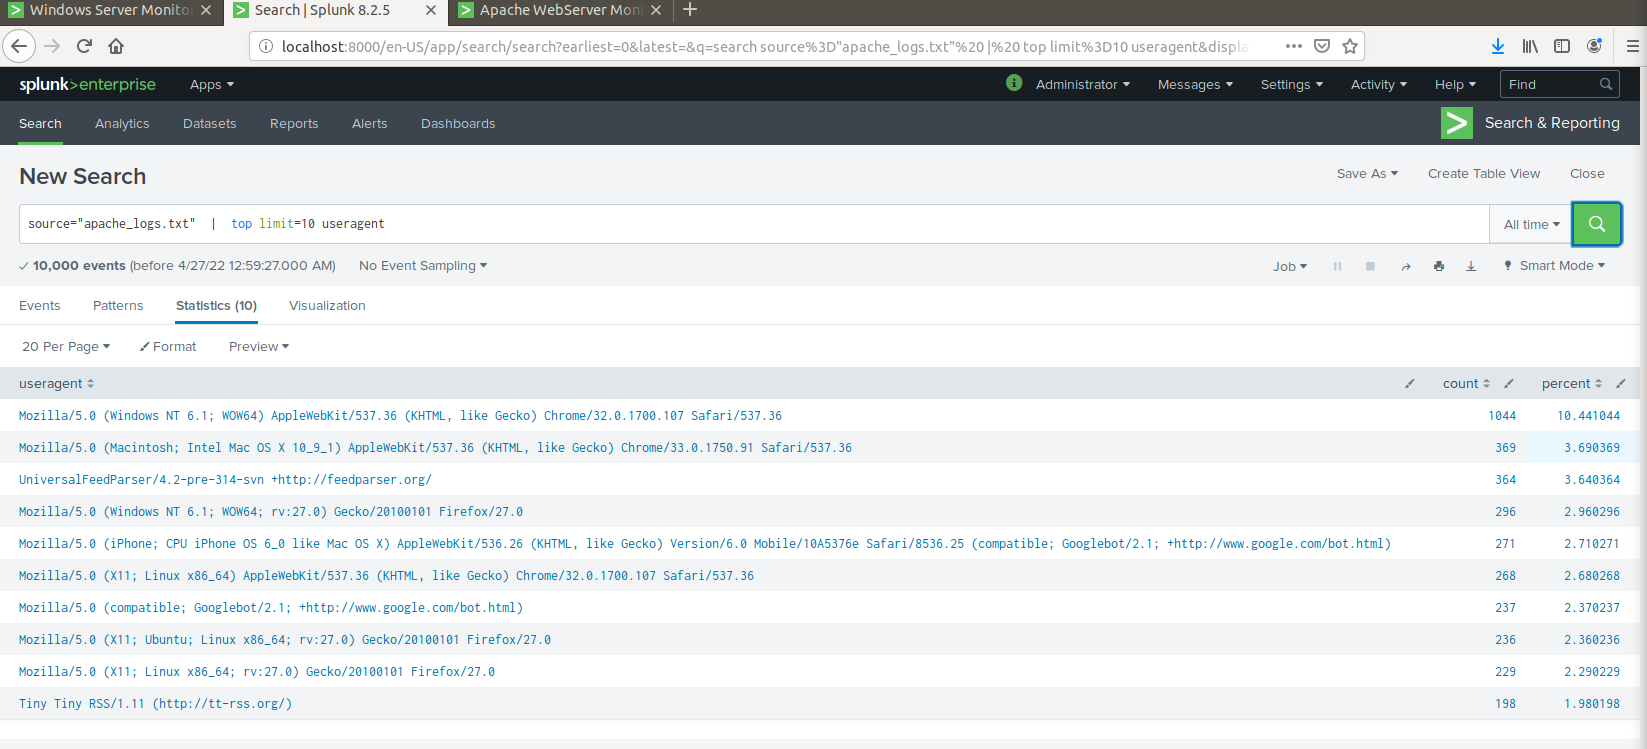 Windows Server Monitor
Search | Splunk 8.2.5
Apache WebServer Moni
localhost:8000/en-US/app/search/search?earliest=0&latest=&q=search source%3D"apache_logs.txt"%20 |%20 top limit%3D10 useragent&displa
splunk>enterprise Apps Administrator Messages Settings Activity Help Find
Search Analytics Datasets Reports Alerts Dashboards Search & Reporting
New Search Save As Create Table View Close
source="apache_logs.txt" | top limit=10 useragent All time
10,000 events (before 4/27/22 12:59:27.000 AM) No Event Sampling Job Smart Mode
Events Patterns Statistics (10) Visualization
20 Per Page Format Preview
useragent count percent
Mozilla/5.0 (Windows NT 6.1; WOW64) AppleWebKit/537.36 (KHTML, like Gecko) Chrome/32.0.1700.107 Safari/537.36 1044 10.441044
Mozilla/5.0 (Macintosh; Intel Mac OS X 10_9_1) AppleWebKit/537.36 (KHTML, like Gecko) Chrome/33.0.1750.91 Safari/537.36 369 3.690369
UniversalFeedParser/4.2-pre-314-svn +http://feedparser.org/ 364 3.640364
Mozilla/5.0 (Windows NT 6.1; WOW64; rv:27.0) Gecko/20100101 Firefox/27.0 296 2.960296
Mozilla/5.0 (iPhone; CPU iPhone OS 6_0 like Mac OS X) AppleWebKit/536.26 (KHTML, like Gecko) Version/6.0 Mobile/10A5376e Safari/8536.25 (compatible; Googlebot/2.1; +http://www.google.com/bot.html) 271 2.710271
Mozilla/5.0 (X11; Linux x86_64) AppleWebKit/537.36 (KHTML, like Gecko) Chrome/32.0.1700.107 Safari/537.36 268 2.680268
Mozilla/5.0 (compatible; Googlebot/2.1; +http://www.google.com/bot.html) 237 2.370237
Mozilla/5.0 (X11; Ubuntu; Linux x86_64; rv:27.0) Gecko/20100101 Firefox/27.0 236 2.360236
Mozilla/5.0 (X11; Linux x86_64; rv:27.0) Gecko/20100101 Firefox/27.0 229 2.290229
Tiny Tiny RSS/1.11 (http://tt-rss.org/) 198 1.980198